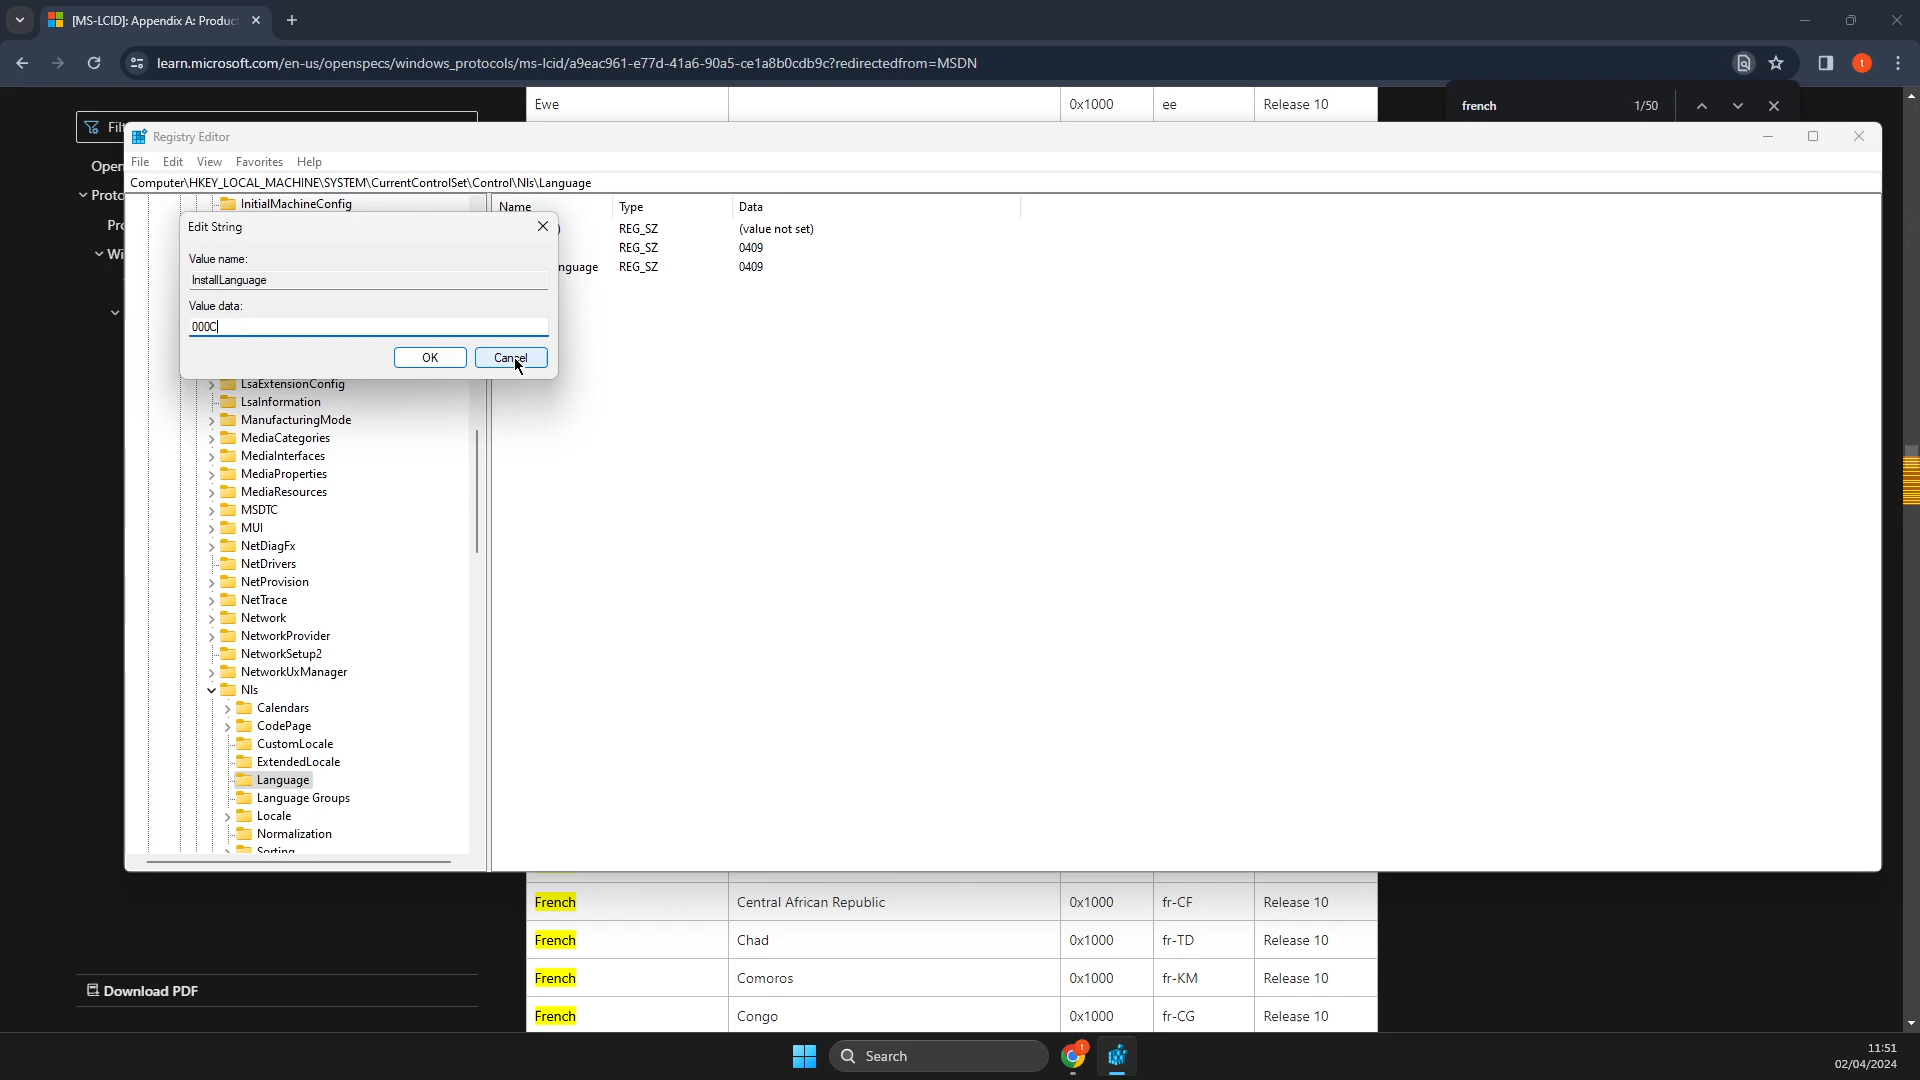 [MS-LCID]: Appendix A: Produc
learn.microsoft.com/en-us/openspecs/windows_protocols/ms-lcid/a9eac961-e77d-41a6-90a5-ce1a8b0cdb9c?redirectedfrom=MSDN
t
Ewe 0x1000 ee Release 10
french 1/50
Filt
Registry Editor
File Edit View Favorites Help
Open
Computer\HKEY_LOCAL_MACHINE\SYSTEM\CurrentControlSet\Control\Nls\Language
Proto
Pro
Wi
InitialMachineConfig
Name Type Data
) REG_SZ (value not set)
REG_SZ 0409
nguage REG_SZ 0409
Edit String
Value name:
InstallLanguage
Value data:
000C
OK Cancel
LsaExtensionConfig
LsaInformation
ManufacturingMode
MediaCategories
MediaInterfaces
MediaProperties
MediaResources
MSDTC
MUI
NetDiagFx
NetDrivers
NetProvision
NetTrace
Network
NetworkProvider
NetworkSetup2
NetworkUxManager
Nls
Calendars
CodePage
CustomLocale
ExtendedLocale
Language
Language Groups
Locale
Normalization
Sorting
French Central African Republic 0x1000 fr-CF Release 10
French Chad 0x1000 fr-TD Release 10
French Comoros 0x1000 fr-KM Release 10
French Congo 0x1000 fr-CG Release 10
Download PDF
Search
t
11:51
02/04/2024